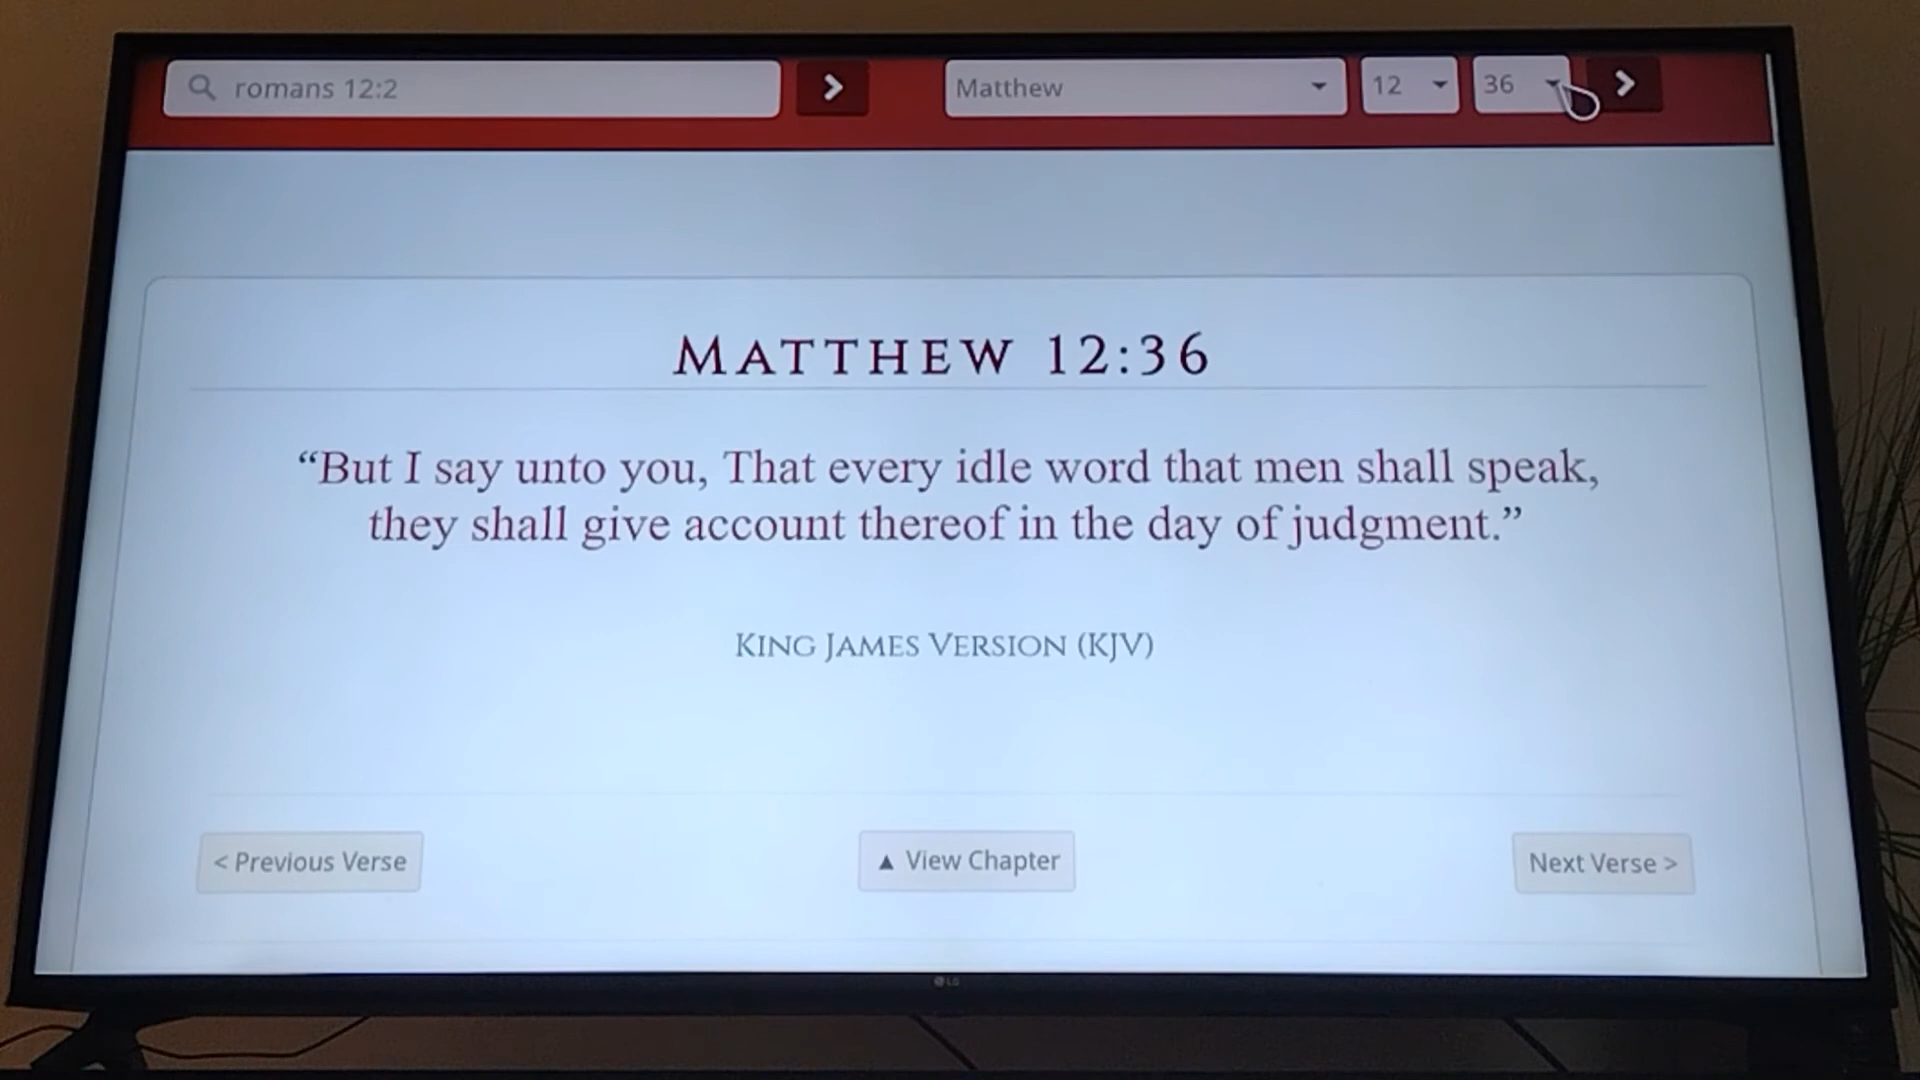 romans 12:2
Matthew
12
36
MATTHEW 12:36
“But I say unto you, That every idle word that men shall speak,
they shall give account thereof in the day of judgment.”
KING JAMES VERSION (KJV)
< Previous Verse
▲ View Chapter
Next Verse >
LG